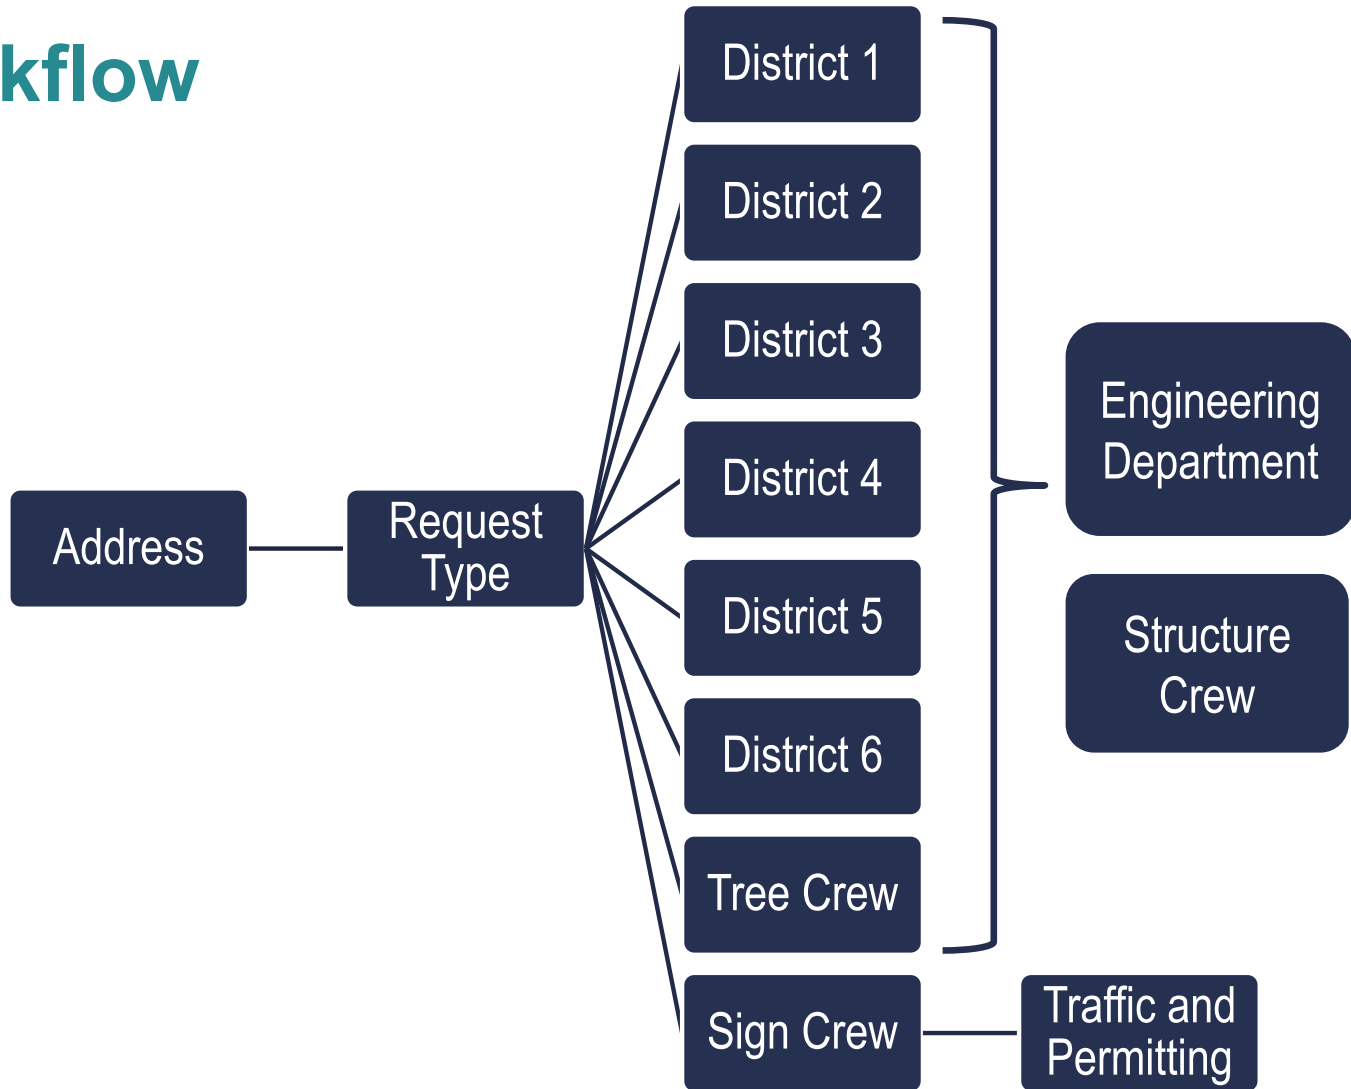 kflow
District 1
District 2
District 3
District 4
District 5
District 6
Tree Crew
Sign Crew
Address
Request
Type
Engineering
Department
Structure
Crew
Traffic and
Permitting